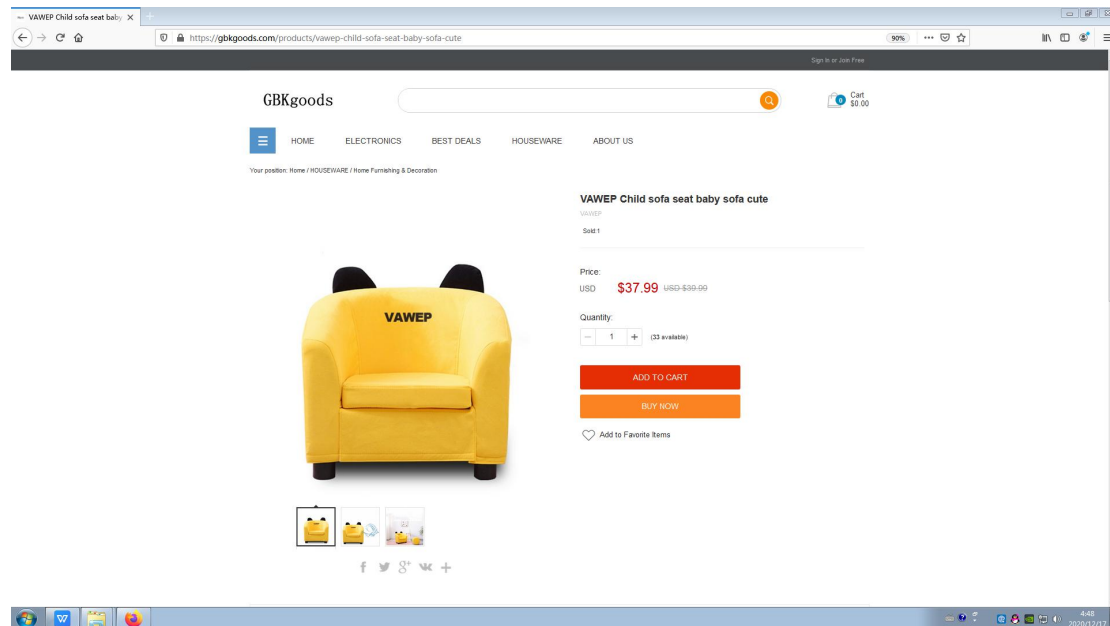 VAWEP Child sofa seat baby
https://gbkgoods.com/products/vawep-child-sofa-seat-baby-sofa-cute
90%
Sign in or Join Free
GBKgoods
0
Cart
$0.00
HOME ELECTRONICS BEST DEALS HOUSEWARE ABOUT US
Your position: Home / HOUSEWARE / Home Furnishing & Decoration
VAWEP Child sofa seat baby sofa cute
VAWEP
Sold:1
VAWEP
Price:
USD $37.99 USD $39.99
Quantity:
− 1 + (33 available)
ADD TO CART
BUY NOW
Add to Favorite Items
4:48
2020/12/17